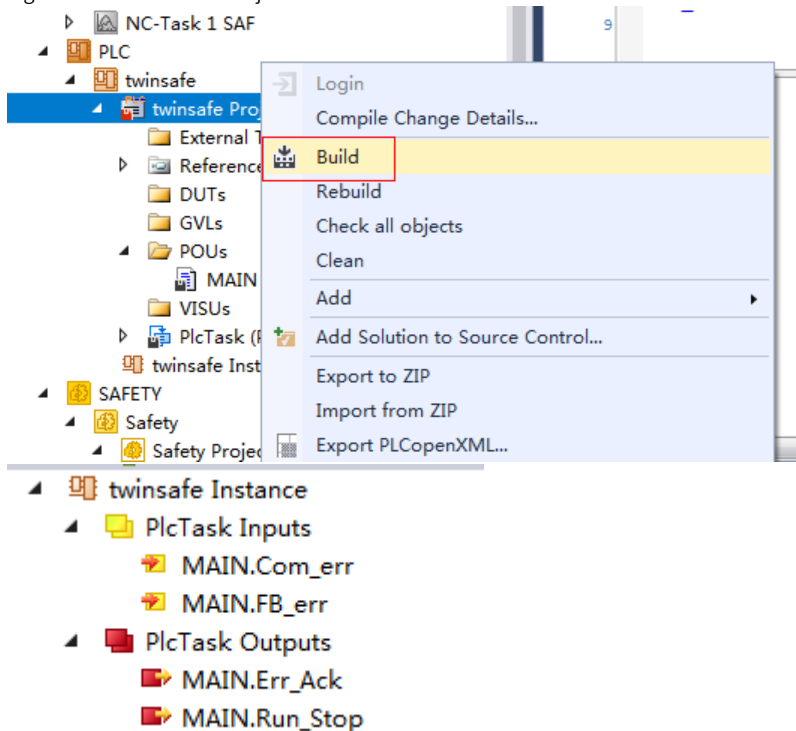 NC-Task 1 SAF
9
PLC
twinsafe
Login
twinsafe Proj
Compile Change Details...
External T
Build
Reference
Rebuild
DUTs
GVLs
Check all objects
POUs
Clean
MAIN
Add
VISUs
PlcTask (P
Add Solution to Source Control...
twinsafe Inst
Export to ZIP
SAFETY
Import from ZIP
Safety
Safety Projec
Export PLCopenXML...
twinsafe Instance
PlcTask Inputs
MAIN.Com_err
MAIN.FB_err
PlcTask Outputs
MAIN.Err_Ack
MAIN.Run_Stop